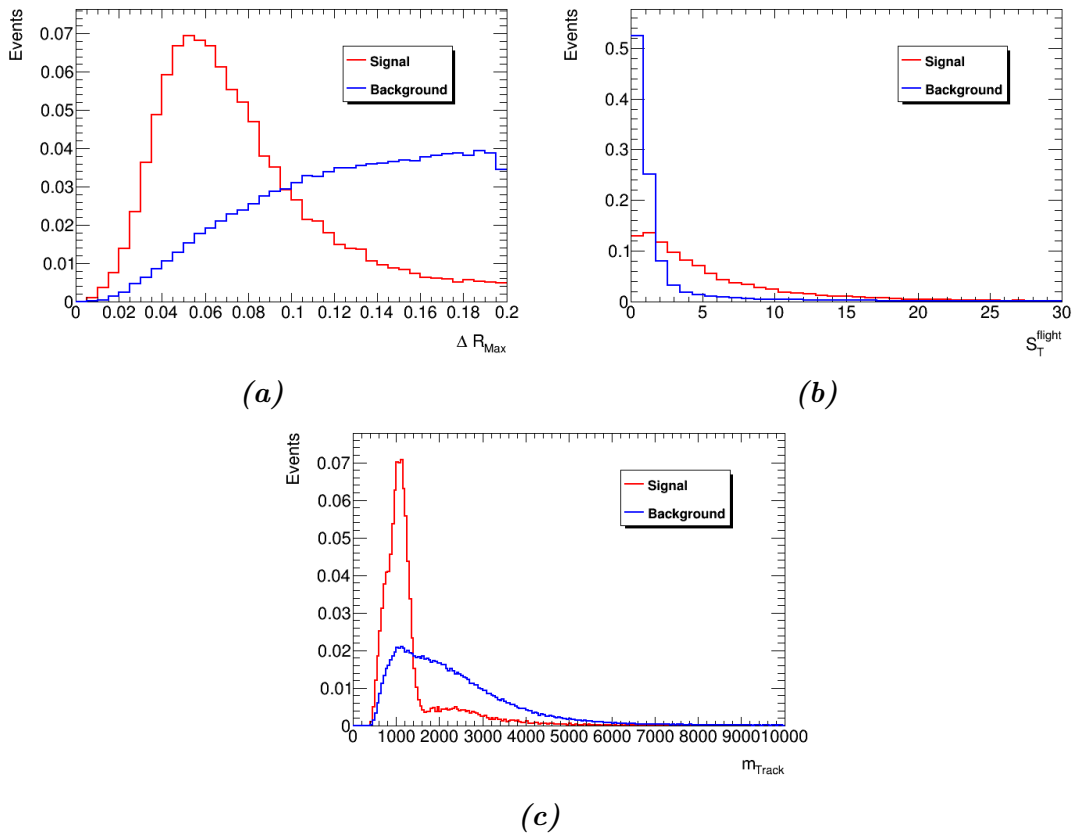 Events
0.07
0.06
0.05
0.04
0.03
0.02
0.01
0
Signal
Background
0 0.02 0.04 0.06 0.08 0.1 0.12 0.14 0.16 0.18 0.2
Δ R_Max
(a)
Events
0.5
0.4
0.3
0.2
0.1
0
Signal
Background
0 5 10 15 20 25 30
S_T^flight
(b)
Events
0.07
0.06
0.05
0.04
0.03
0.02
0.01
0
Signal
Background
0 1000 2000 3000 4000 5000 6000 7000 8000 9000 10000
m_Track
(c)